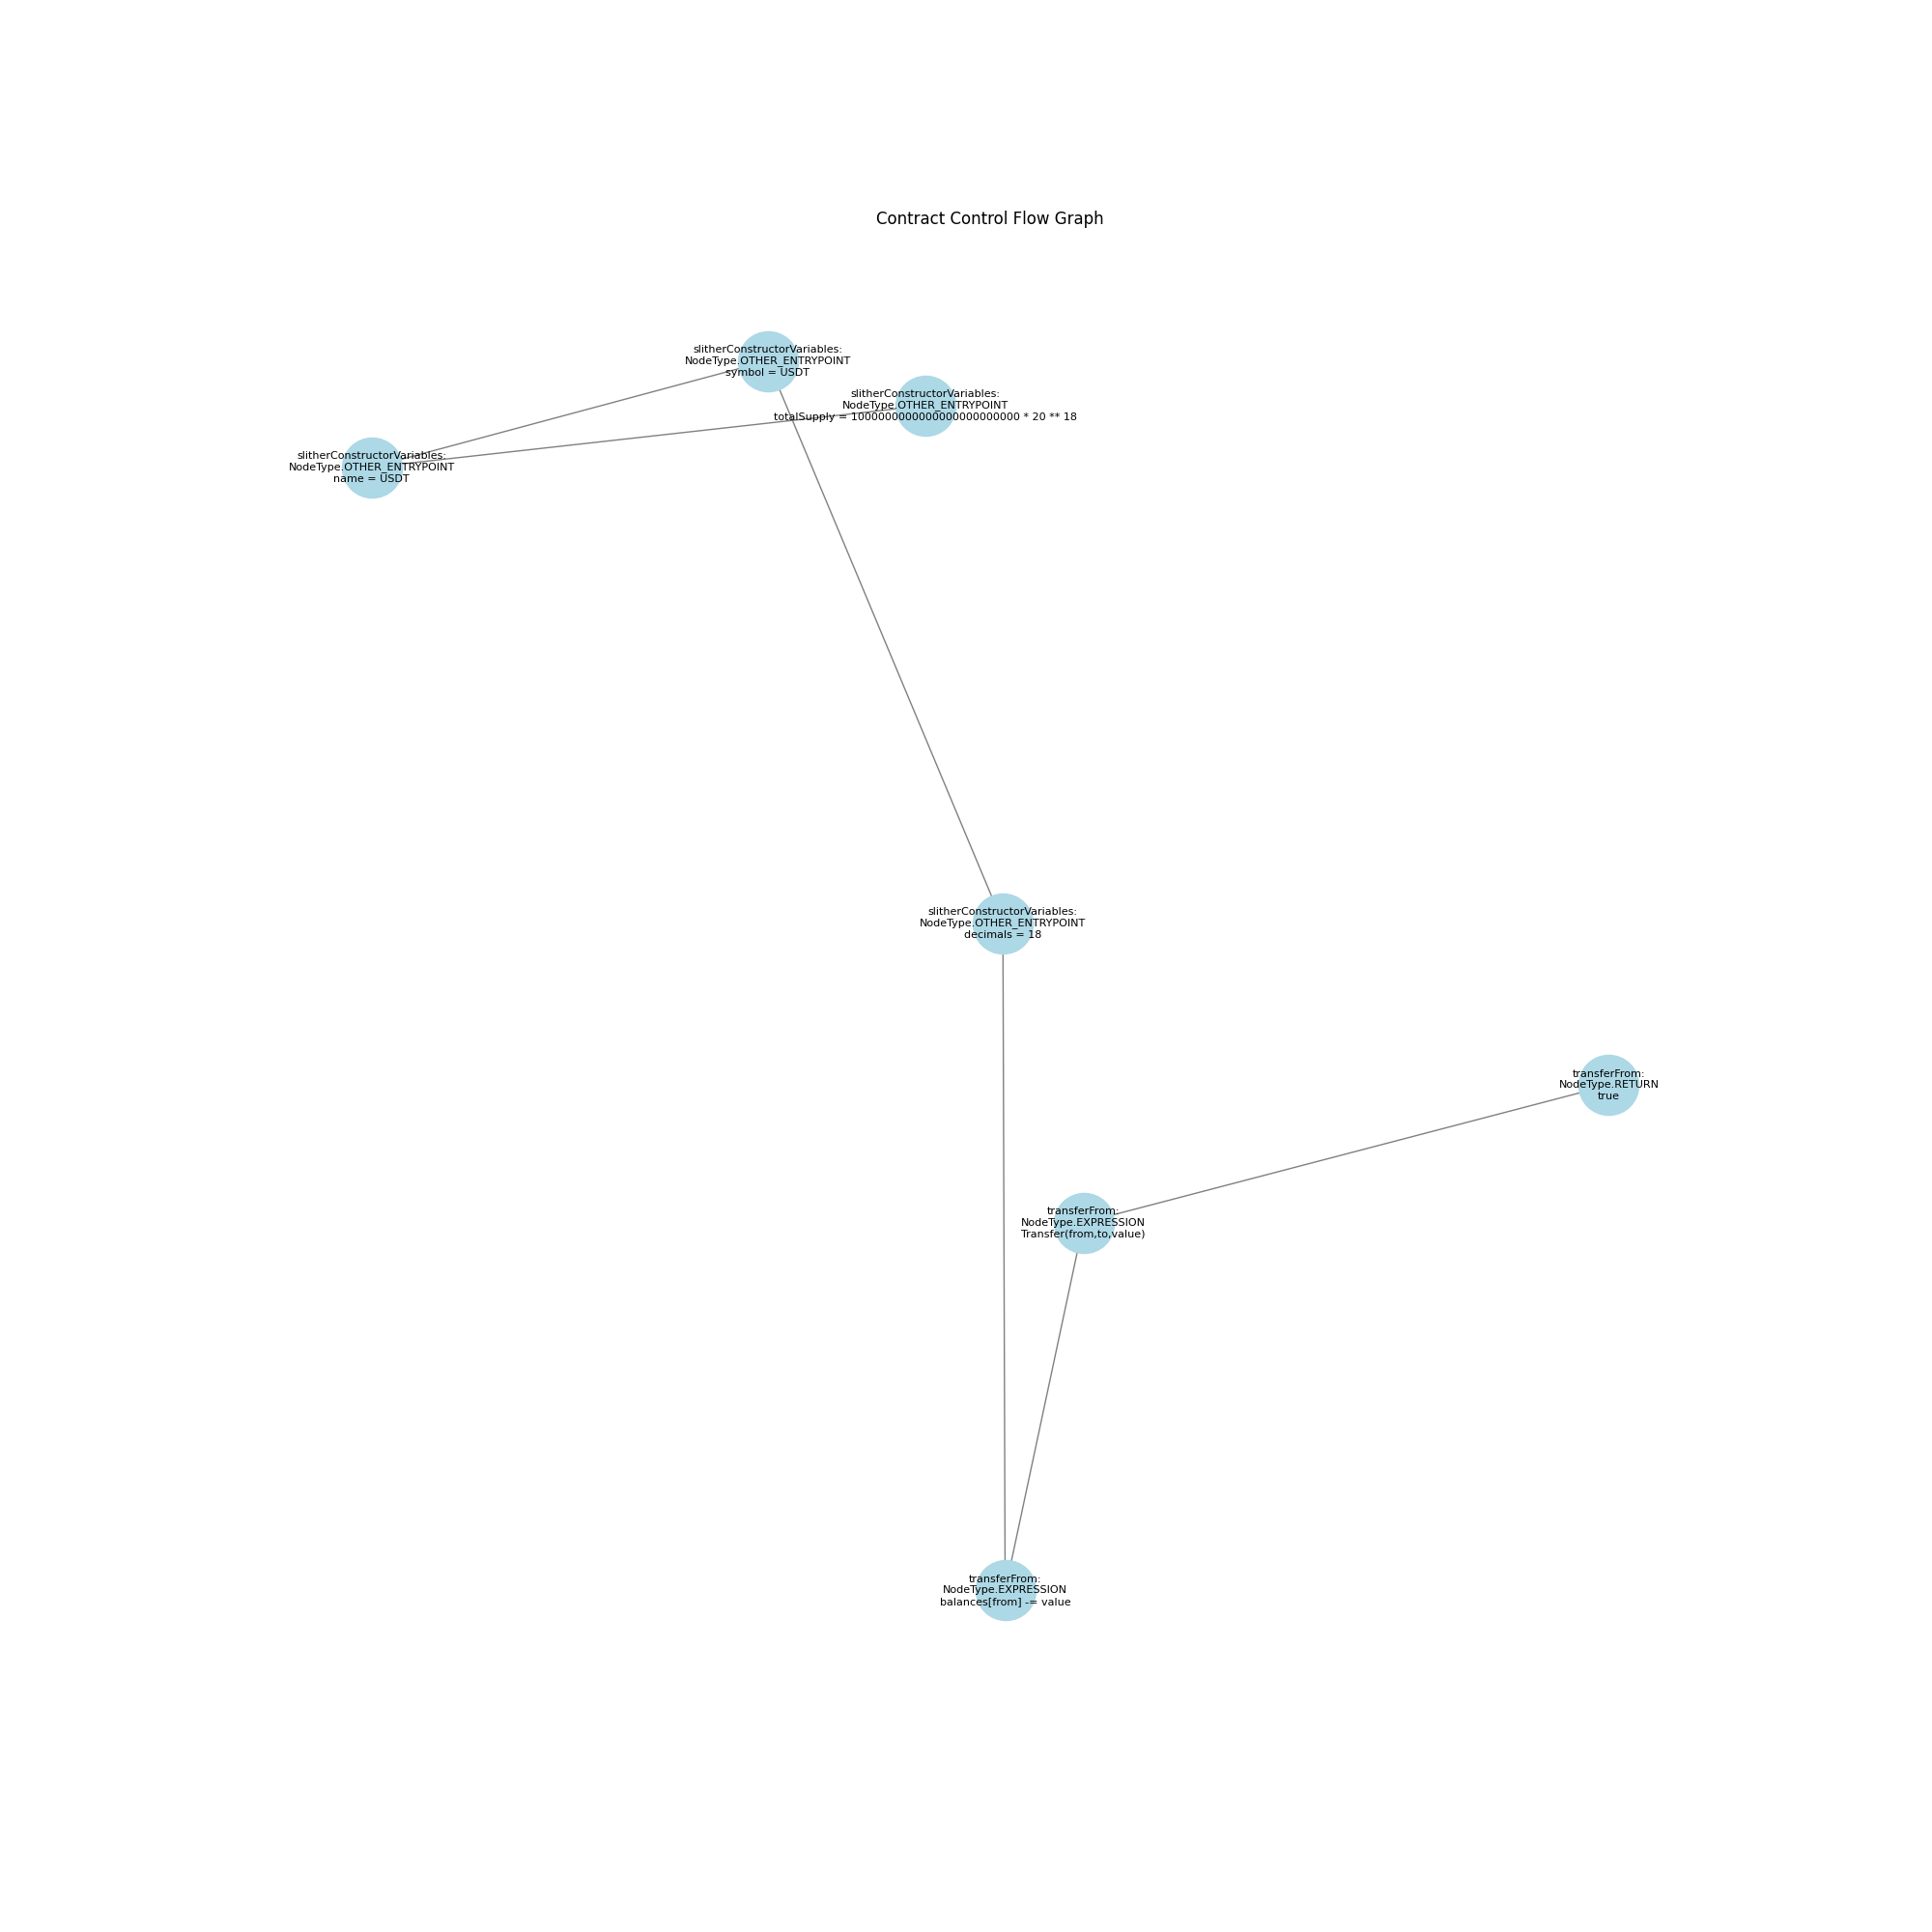 Contract Control Flow Graph
slitherConstructorVariables:
NodeType.OTHER_ENTRYPOINT
symbol = USDT
slitherConstructorVariables:
NodeType.OTHER_ENTRYPOINT
totalSupply = 1000000000000000000000000 * 20 ** 18
slitherConstructorVariables:
NodeType.OTHER_ENTRYPOINT
name = USDT
slitherConstructorVariables:
NodeType.OTHER_ENTRYPOINT
decimals = 18
transferFrom:
NodeType.RETURN
true
transferFrom:
NodeType.EXPRESSION
Transfer(from,to,value)
transferFrom:
NodeType.EXPRESSION
balances[from] -= value